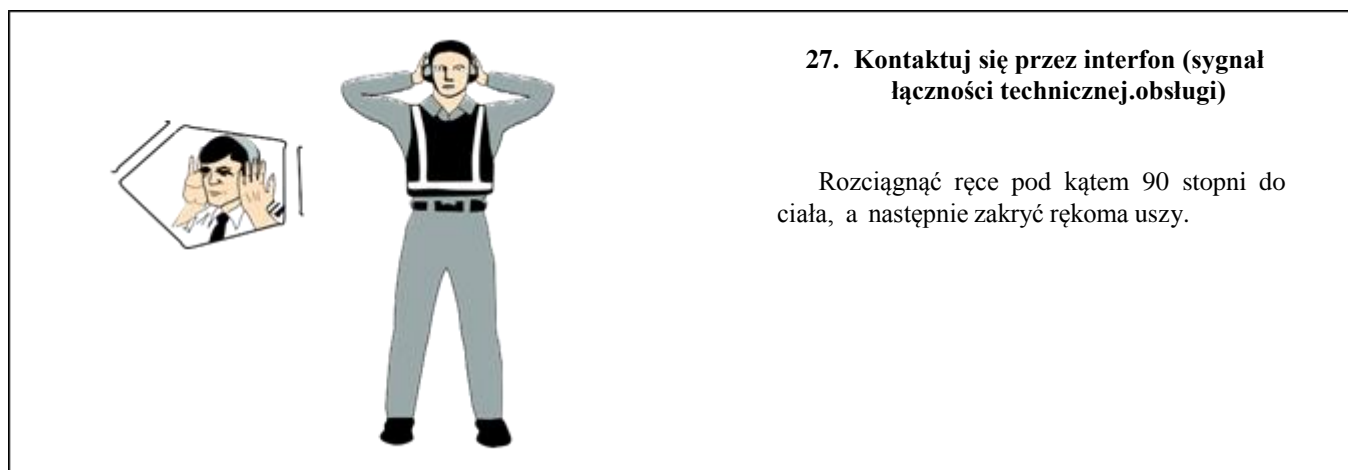 27. Kontaktuj się przez interfon (sygnał
łączności technicznej.obsługi)
Rozciągnąć ręce pod kątem 90 stopni do
ciała, a następnie zakryć rękoma uszy.